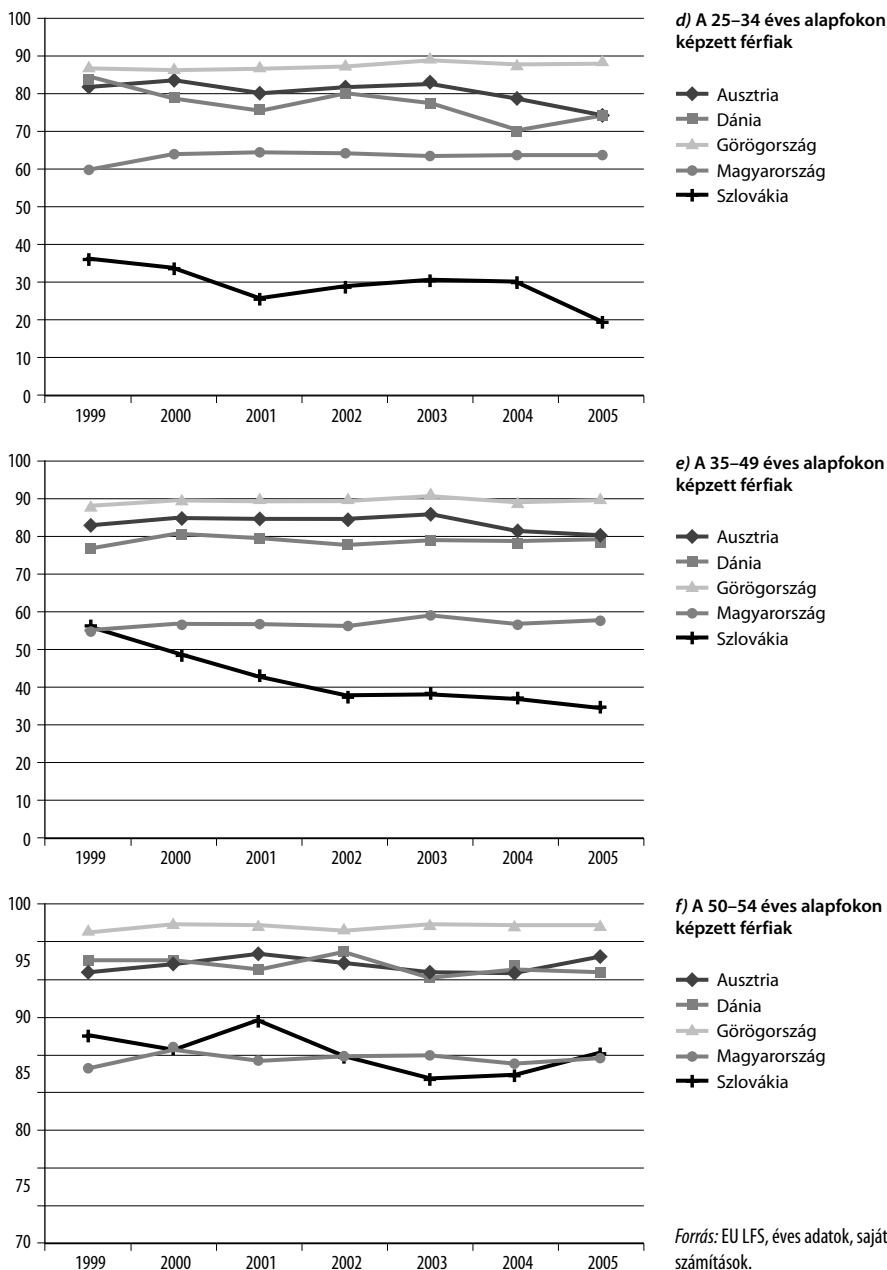 100
90
80
70
60
50
40
30
20
10
0
1999 2000 2001 2002 2003 2004 2005
d) A 25–34 éves alapfokon
képzett férfiak
Ausztria
Dánia
Görögország
Magyarország
Szlovákia
100
90
80
70
60
50
40
30
20
10
0
1999 2000 2001 2002 2003 2004 2005
e) A 35–49 éves alapfokon
képzett férfiak
Ausztria
Dánia
Görögország
Magyarország
Szlovákia
100
95
90
85
80
75
70
1999 2000 2001 2002 2003 2004 2005
f) A 50–54 éves alapfokon
képzett férfiak
Ausztria
Dánia
Görögország
Magyarország
Szlovákia
Forrás: EU LFS, éves adatok, saját
számítások.